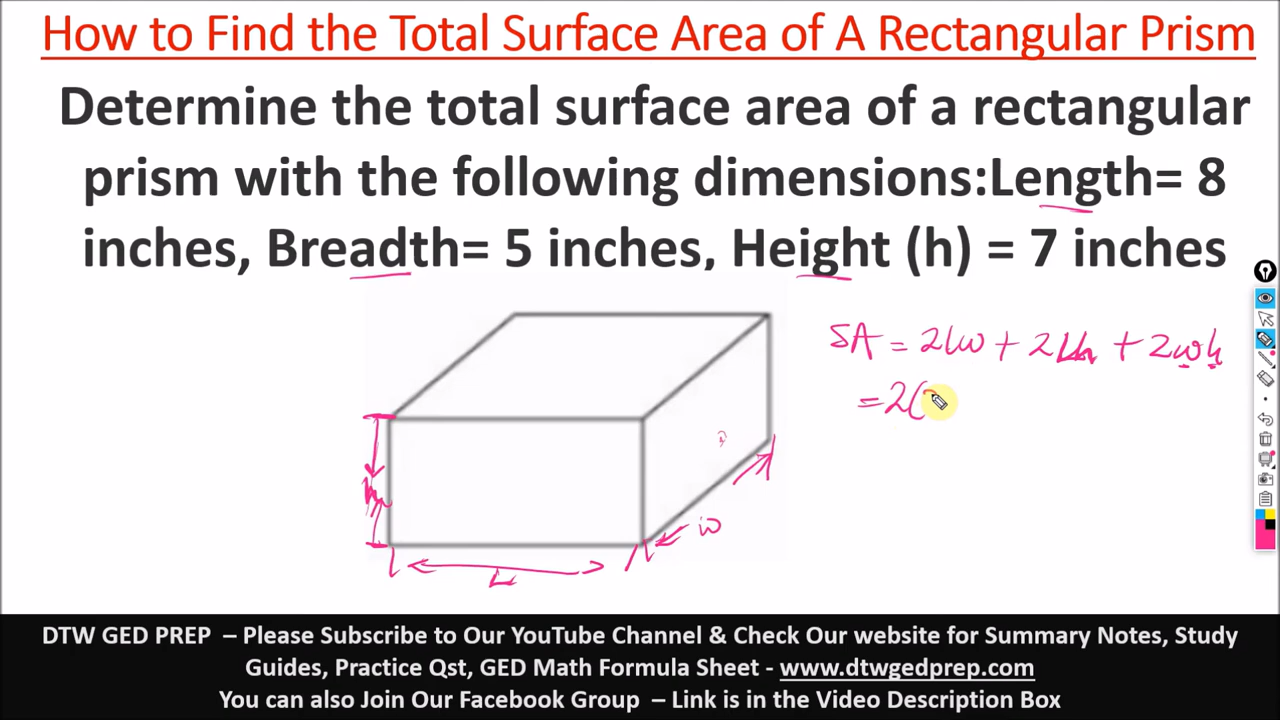 How to Find the Total Surface Area of A Rectangular Prism
Determine the total surface area of a rectangular
prism with the following dimensions:Length= 8
inches, Breadth= 5 inches, Height (h) = 7 inches
SA = 2lw + 2Lh + 2wh
= 2(
h
w
L
DTW GED PREP – Please Subscribe to Our YouTube Channel & Check Our website for Summary Notes, Study
Guides, Practice Qst, GED Math Formula Sheet - www.dtwgedprep.com
You can also Join Our Facebook Group – Link is in the Video Description Box